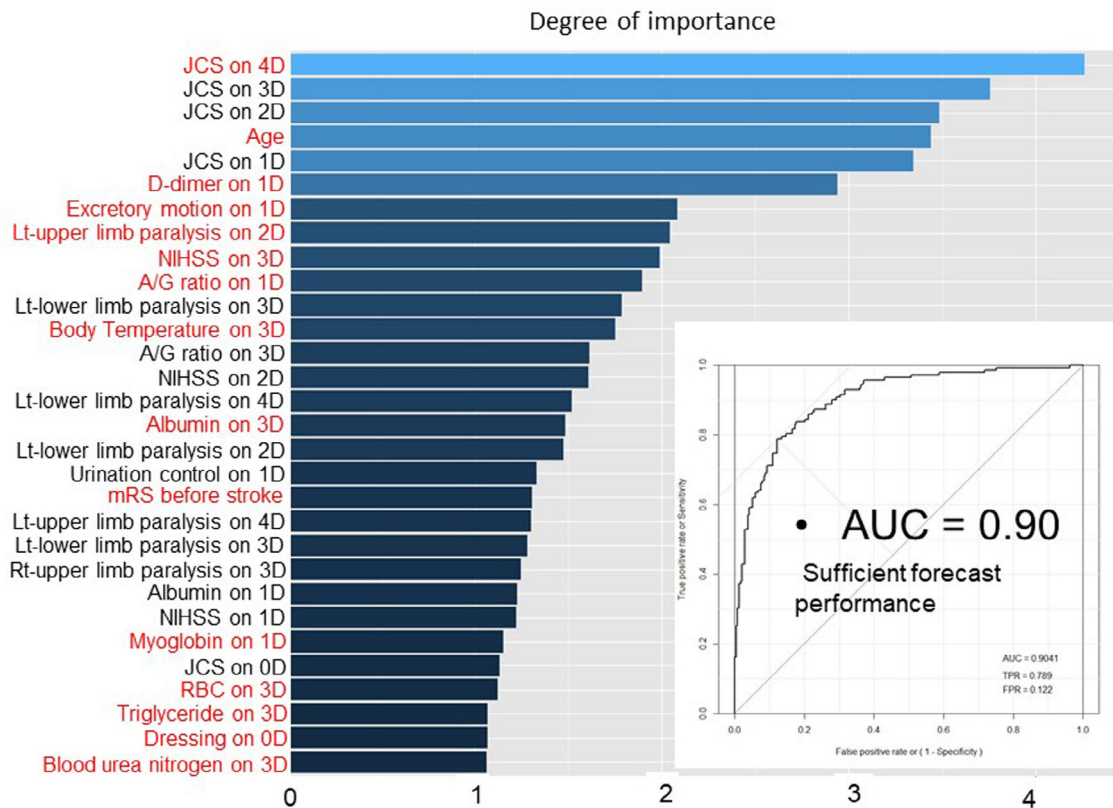 Degree of importance
JCS on 4D
JCS on 3D
JCS on 2D
Age
JCS on 1D
D-dimer on 1D
Excretory motion on 1D
Lt-upper limb paralysis on 2D
NIHSS on 3D
A/G ratio on 1D
Lt-lower limb paralysis on 3D
Body Temperature on 3D
A/G ratio on 3D
NIHSS on 2D
Lt-lower limb paralysis on 4D
Albumin on 3D
Lt-lower limb paralysis on 2D
Urination control on 1D
mRS before stroke
Lt-upper limb paralysis on 4D
Lt-lower limb paralysis on 3D
Rt-upper limb paralysis on 3D
Albumin on 1D
NIHSS on 1D
Myoglobin on 1D
JCS on 0D
RBC on 3D
Triglyceride on 3D
Dressing on 0D
Blood urea nitrogen on 3D
0 1 2 3 4
True positive rate or Sensitivity
1.0
0.8
0.6
0.4
0.2
0.0
• AUC = 0.90
Sufficient forecast
performance
AUC = 0.9041
TPR = 0.789
FPR = 0.122
0.0 0.2 0.4 0.6 0.8 1.0
False positive rate or ( 1 - Specificity )